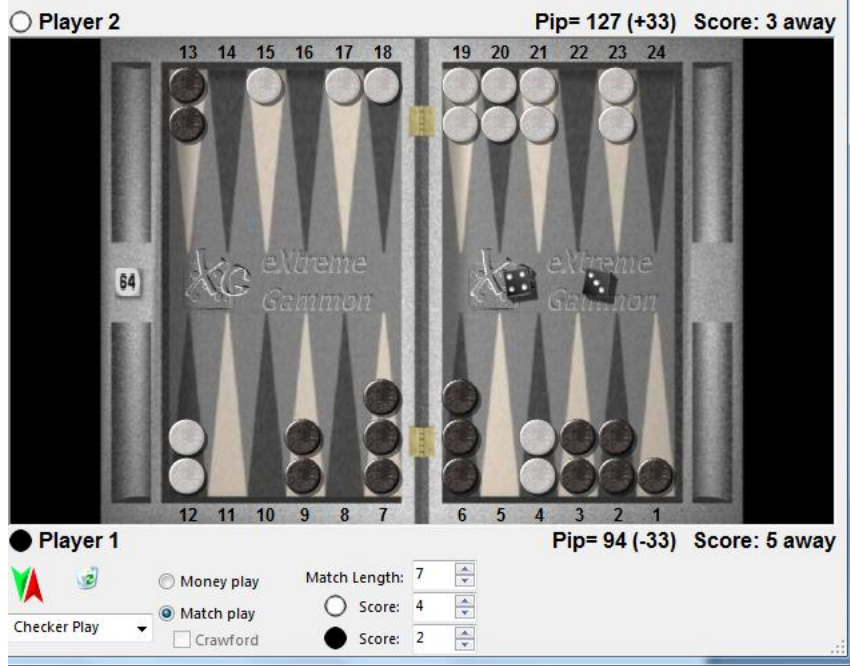 Player 2 Pip= 127 (+33) Score: 3 away
13 14 15 16 17 18 19 20 21 22 23 24
64
eXtreme
Gammon
eXtreme
Gammon
12 11 10 9 8 7 6 5 4 3 2 1
Player 1 Pip= 94 (-33) Score: 5 away
Money play
Match Length: 7
Match play
Score: 4
Checker Play
Crawford
Score: 2